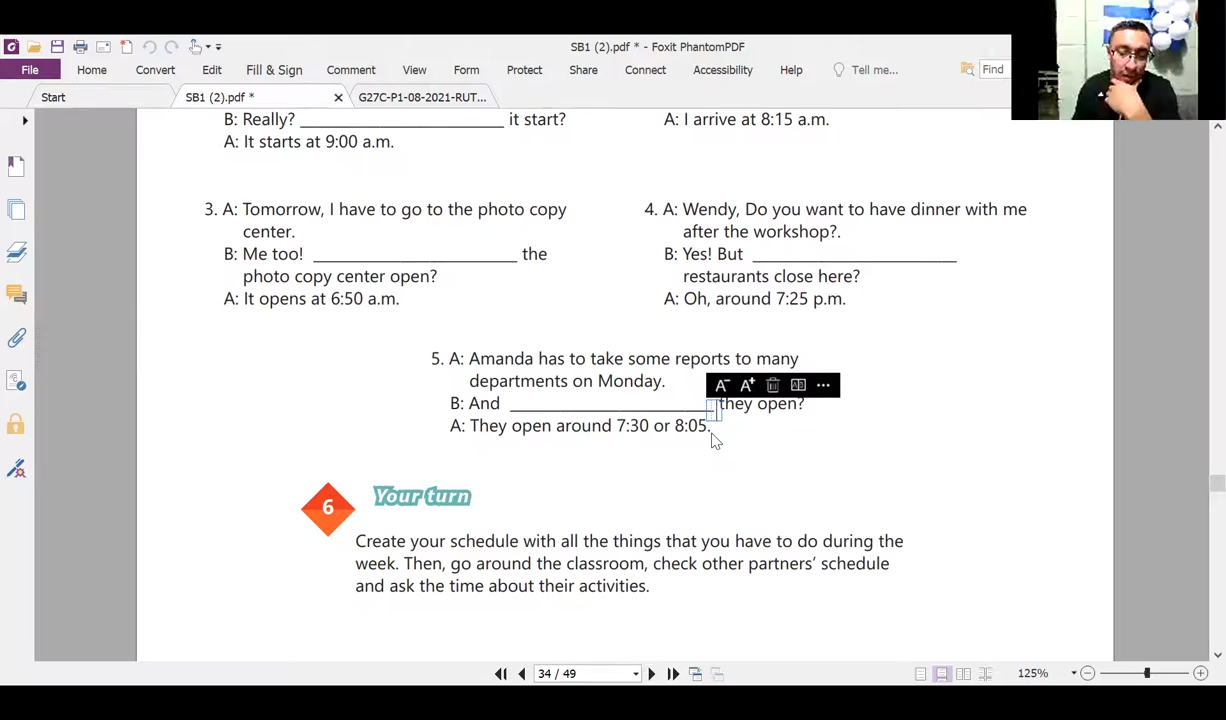 SB1 (2).pdf * - Foxit PhantomPDF
File Home Convert Edit Fill & Sign Comment View Form Protect Share Connect Accessibility Help Tell me... Find
Start SB1 (2).pdf * G27C-P1-08-2021-RUT...
B: Really? ______________________ it start?
A: It starts at 9:00 a.m.
A: I arrive at 8:15 a.m.
3. A: Tomorrow, I have to go to the photo copy
center.
B: Me too! ______________________ the
photo copy center open?
A: It opens at 6:50 a.m.
4. A: Wendy, Do you want to have dinner with me
after the workshop?.
B: Yes! But ______________________
restaurants close here?
A: Oh, around 7:25 p.m.
5. A: Amanda has to take some reports to many
departments on Monday.
B: And ______________________ they open?
A: They open around 7:30 or 8:05.
6 Your turn
Create your schedule with all the things that you have to do during the
week. Then, go around the classroom, check other partners’ schedule
and ask the time about their activities.
34 / 49
125%